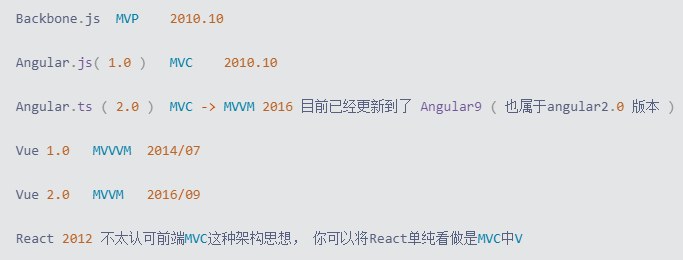 Backbone.js MVP 2010.10
Angular.js( 1.0 ) MVC 2010.10
Angular.ts ( 2.0 ) MVC -> MVVM 2016 目前已经更新到了 Angular9 ( 也属于angular2.0 版本 )
Vue 1.0 MVVVM 2014/07
Vue 2.0 MVVM 2016/09
React 2012 不太认可前端MVC这种架构思想， 你可以将React单纯看做是MVC中V